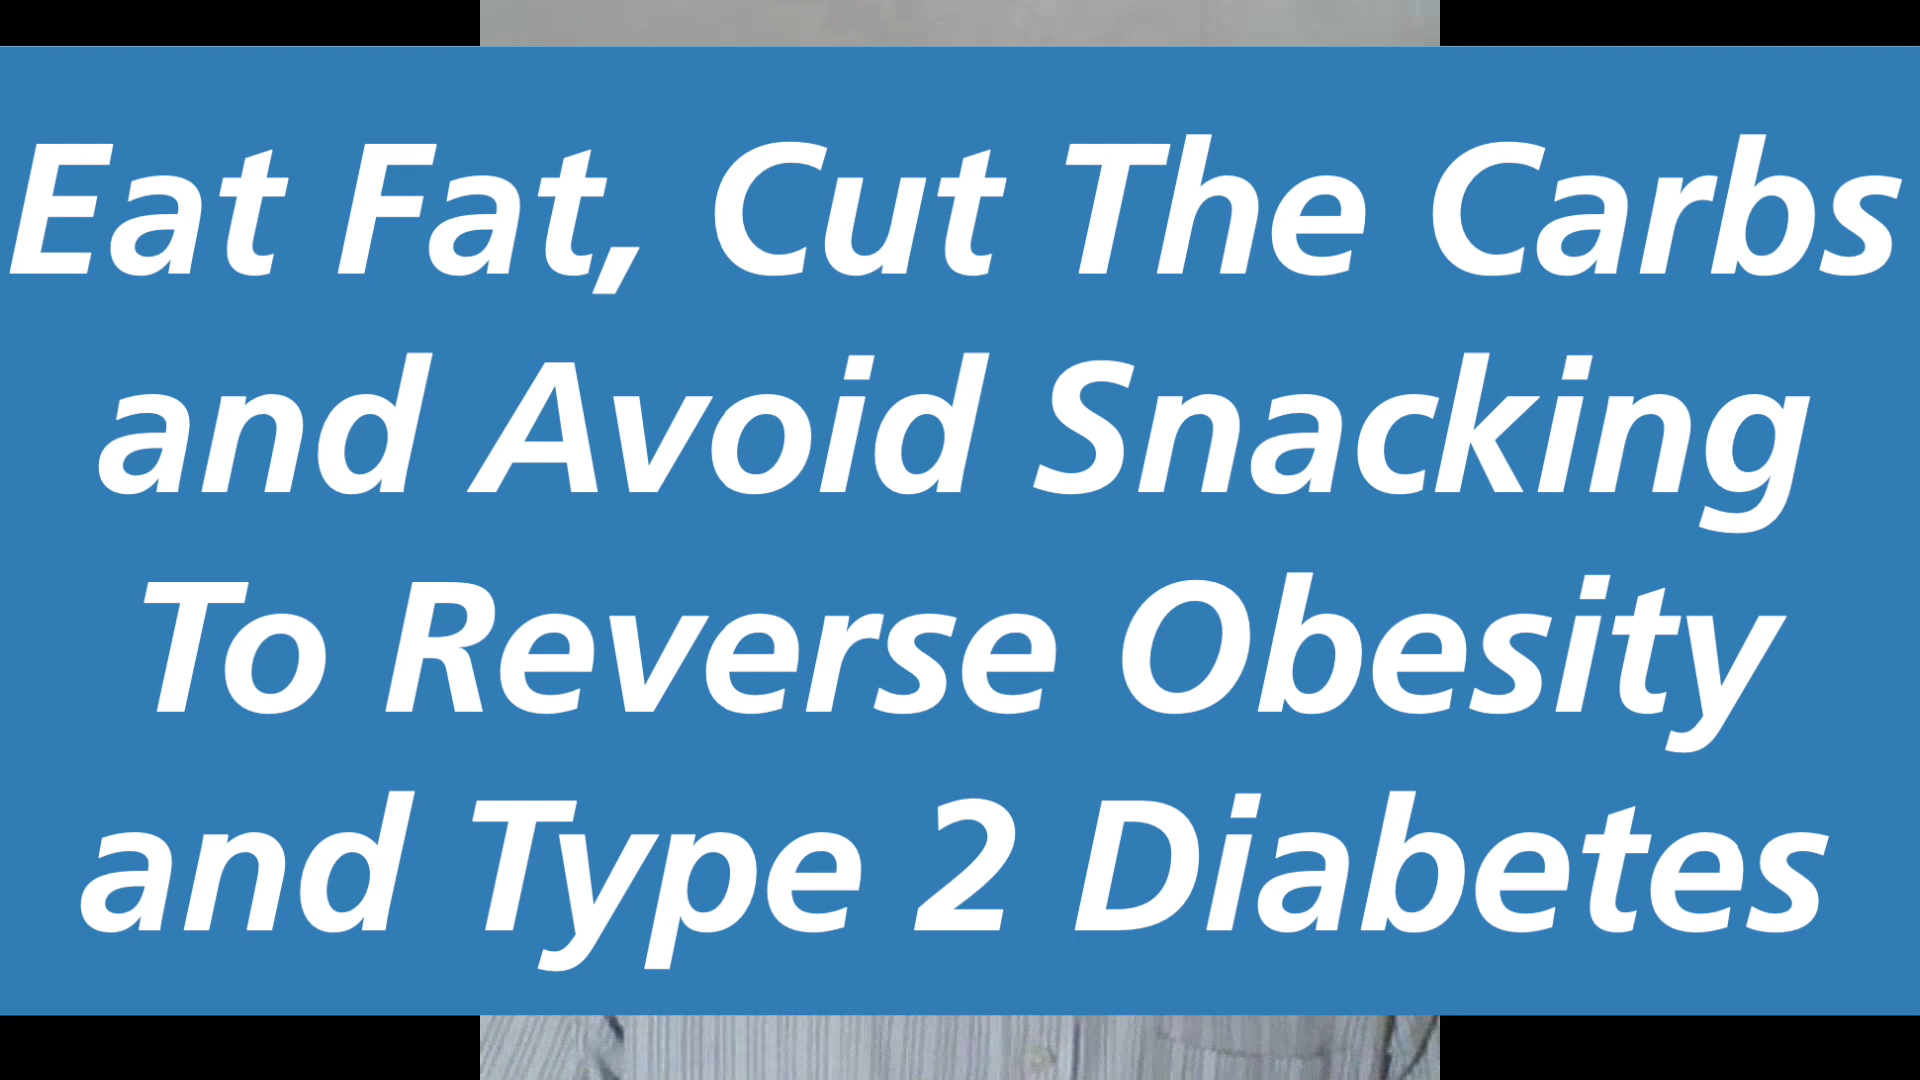 Eat Fat, Cut The Carbs
and Avoid Snacking
To Reverse Obesity
and Type 2 Diabetes